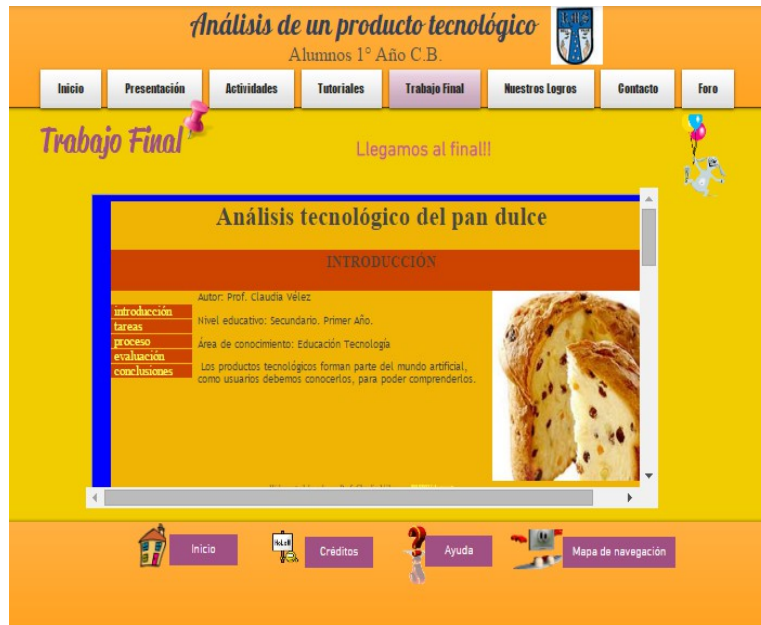 Análisis de un producto tecnológico
Alumnos 1° Año C.B.
Inicio
Presentación
Actividades
Tutoriales
Trabajo Final
Nuestros Logros
Contacto
Foro
Trabajo Final
Llegamos al final!!
Análisis tecnológico del pan dulce
INTRODUCCIÓN
introducción
tareas
proceso
evaluación
conclusiones
Autor: Prof. Claudia Vélez
Nivel educativo: Secundario. Primer Año.
Área de conocimiento: Educación Tecnología
Los productos tecnológicos forman parte del mundo artificial,
como usuarios debemos conocerlos, para poder comprenderlos.
Inicio
Créditos
Ayuda
Mapa de navegación